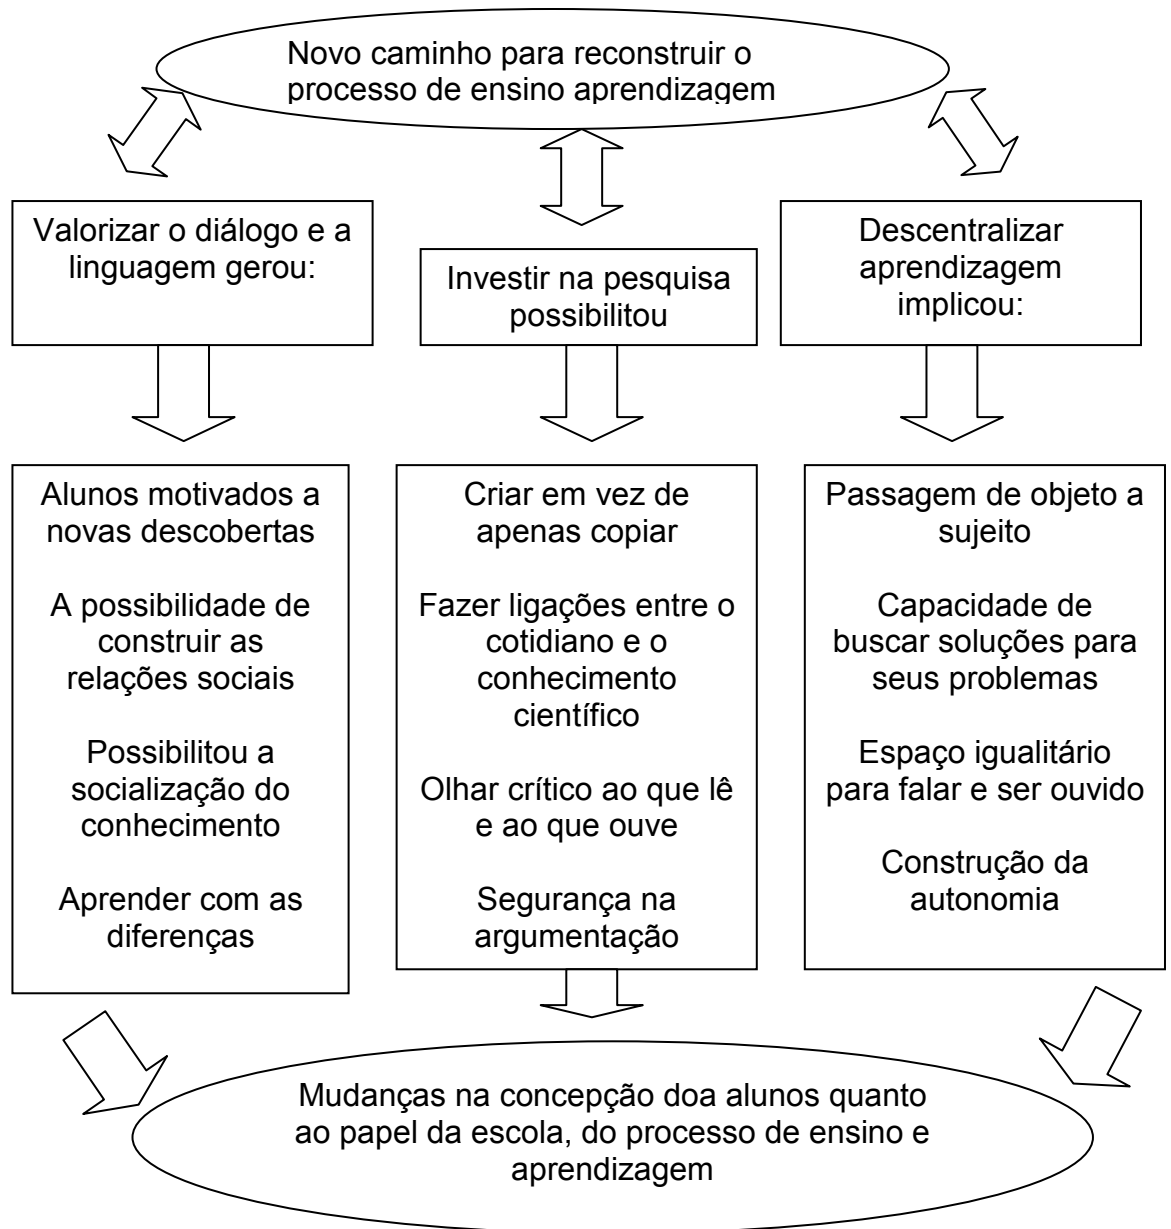 Novo caminho para reconstruir o
processo de ensino aprendizagem
Valorizar o diálogo e a
linguagem gerou:
Investir na pesquisa
possibilitou
Descentralizar
aprendizagem
implicou:
Alunos motivados a
novas descobertas
A possibilidade de
construir as
relações sociais
Possibilitou a
socialização do
conhecimento
Aprender com as
diferenças
Criar em vez de
apenas copiar
Fazer ligações entre o
cotidiano e o
conhecimento
científico
Olhar crítico ao que lê
e ao que ouve
Segurança na
argumentação
Passagem de objeto a
sujeito
Capacidade de
buscar soluções para
seus problemas
Espaço igualitário
para falar e ser ouvido
Construção da
autonomia
Mudanças na concepção doa alunos quanto
ao papel da escola, do processo de ensino e
aprendizagem